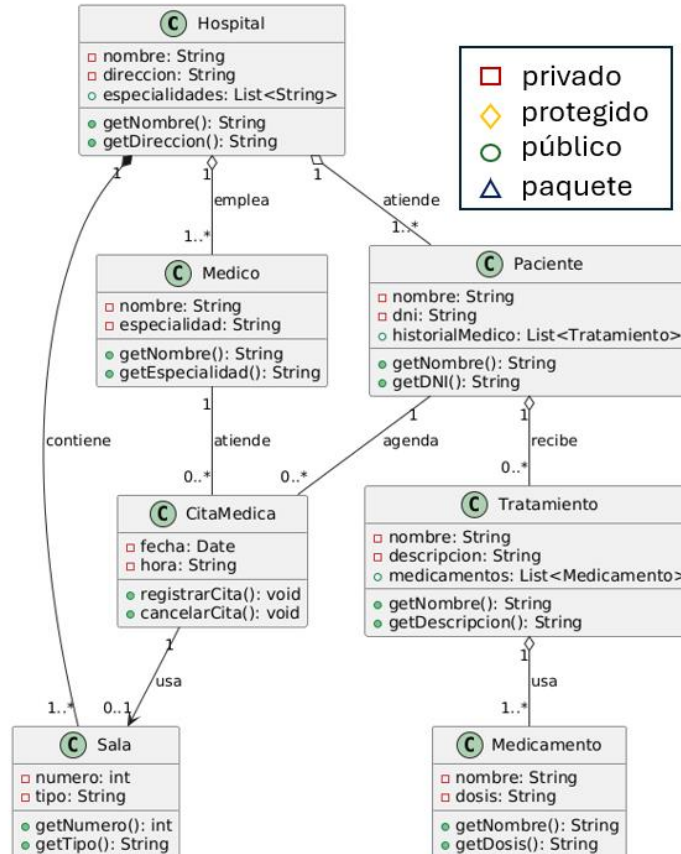 C Hospital
nombre: String
direccion: String
especialidades: List<String>
getNombre(): String
getDireccion(): String
privado
protegido
público
paquete
1
1
1
emplea
atiende
1..*
1..*
C Medico
nombre: String
especialidad: String
getNombre(): String
getEspecialidad(): String
C Paciente
nombre: String
dni: String
historialMedico: List<Tratamiento>
getNombre(): String
getDNI(): String
1
1
1
contiene
atiende
agenda
recibe
0..*
0..*
0..*
C CitaMedica
fecha: Date
hora: String
registrarCita(): void
cancelarCita(): void
C Tratamiento
nombre: String
descripcion: String
medicamentos: List<Medicamento>
getNombre(): String
getDescripcion(): String
1
1
usa
usa
1..*
0..1
1..*
C Sala
numero: int
tipo: String
getNumero(): int
getTipo(): String
C Medicamento
nombre: String
dosis: String
getNombre(): String
getDosis(): String